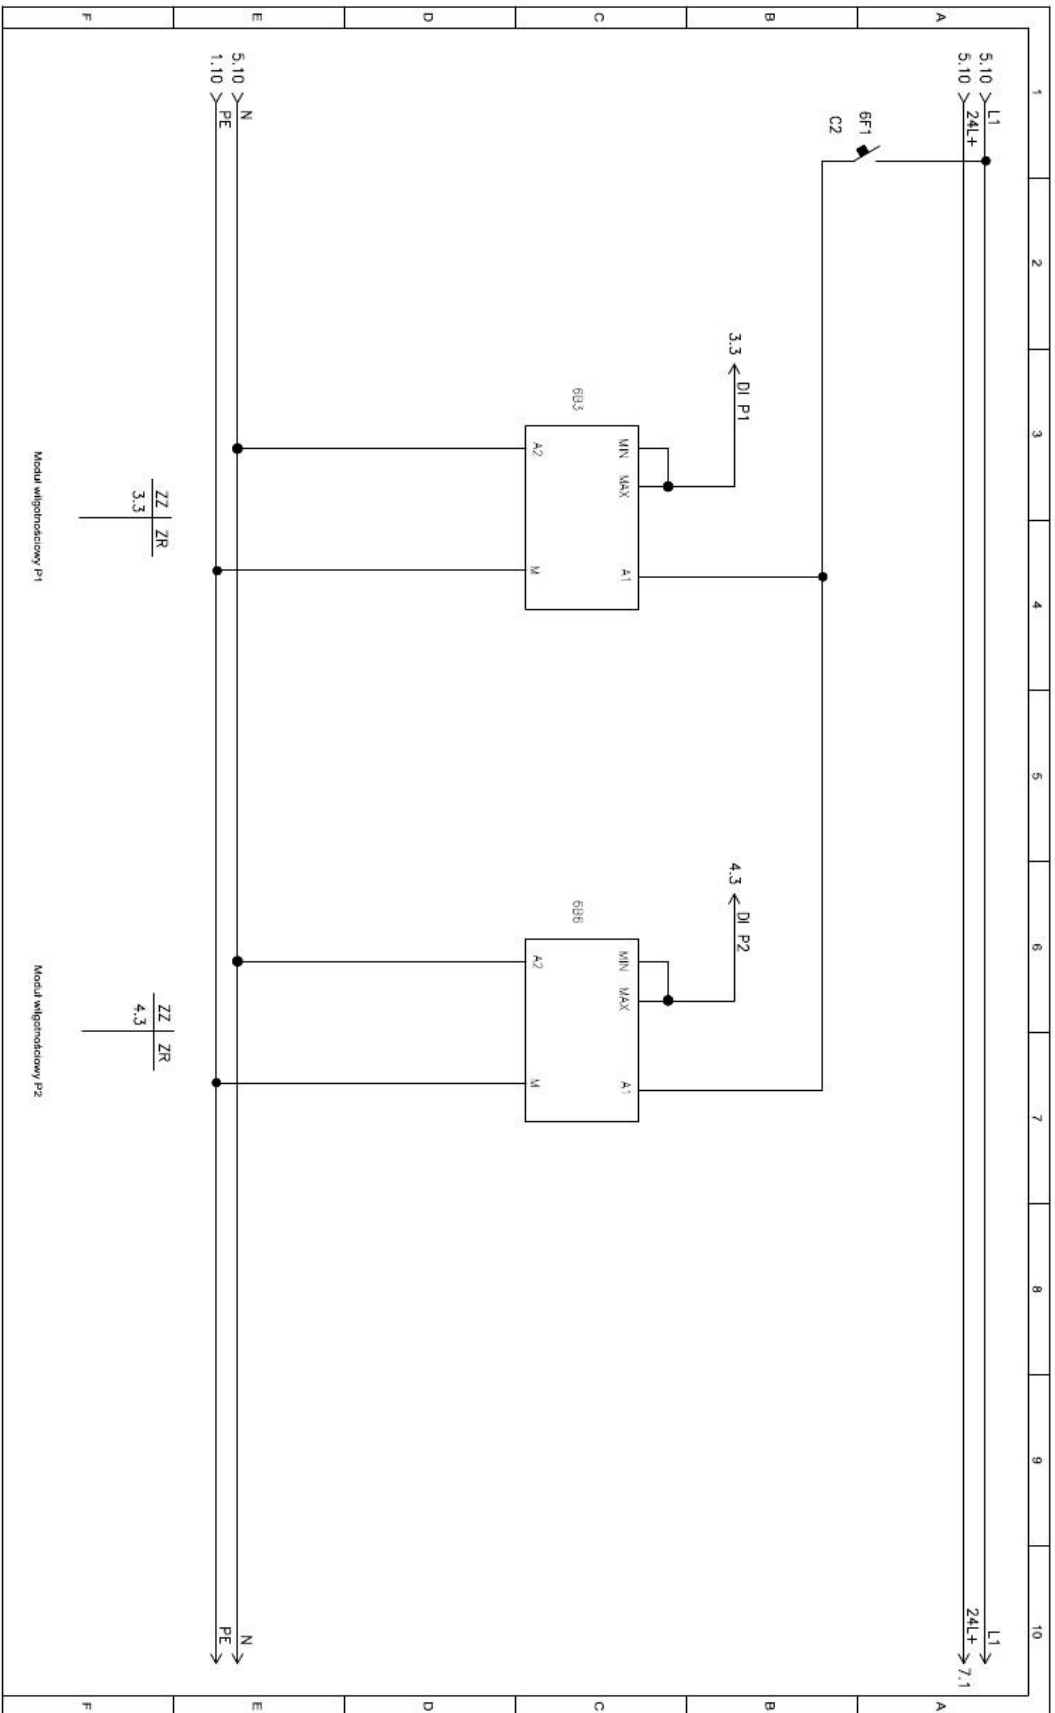 1
2
3
4
5
6
7
8
9
10
A
A
B
B
C
C
D
D
E
E
F
F
5.10 L1
5.10 24L+
L1
24L+ 7.1
6F1
C2
3.3 DI P1
4.3 DI P2
6B3
MIN MAX A1
A2 M
6B6
MIN MAX A1
A2 M
5.10 N
1.10 PE
N
PE
ZZ ZR
3.3
ZZ ZR
4.3
Moduł wilgotnościowy P1
Moduł wilgotnościowy P2